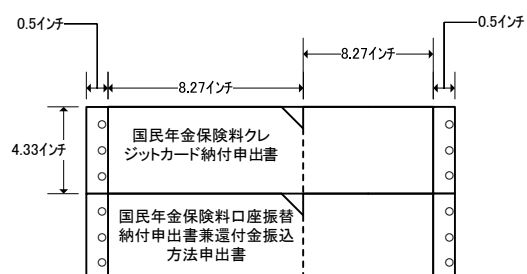 0.5インチ
0.5インチ
8.27インチ
8.27インチ
4.33インチ
国民年金保険料クレ
ジットカード納付申出書
国民年金保険料口座振替
納付申出書兼還付金振込
方法申出書